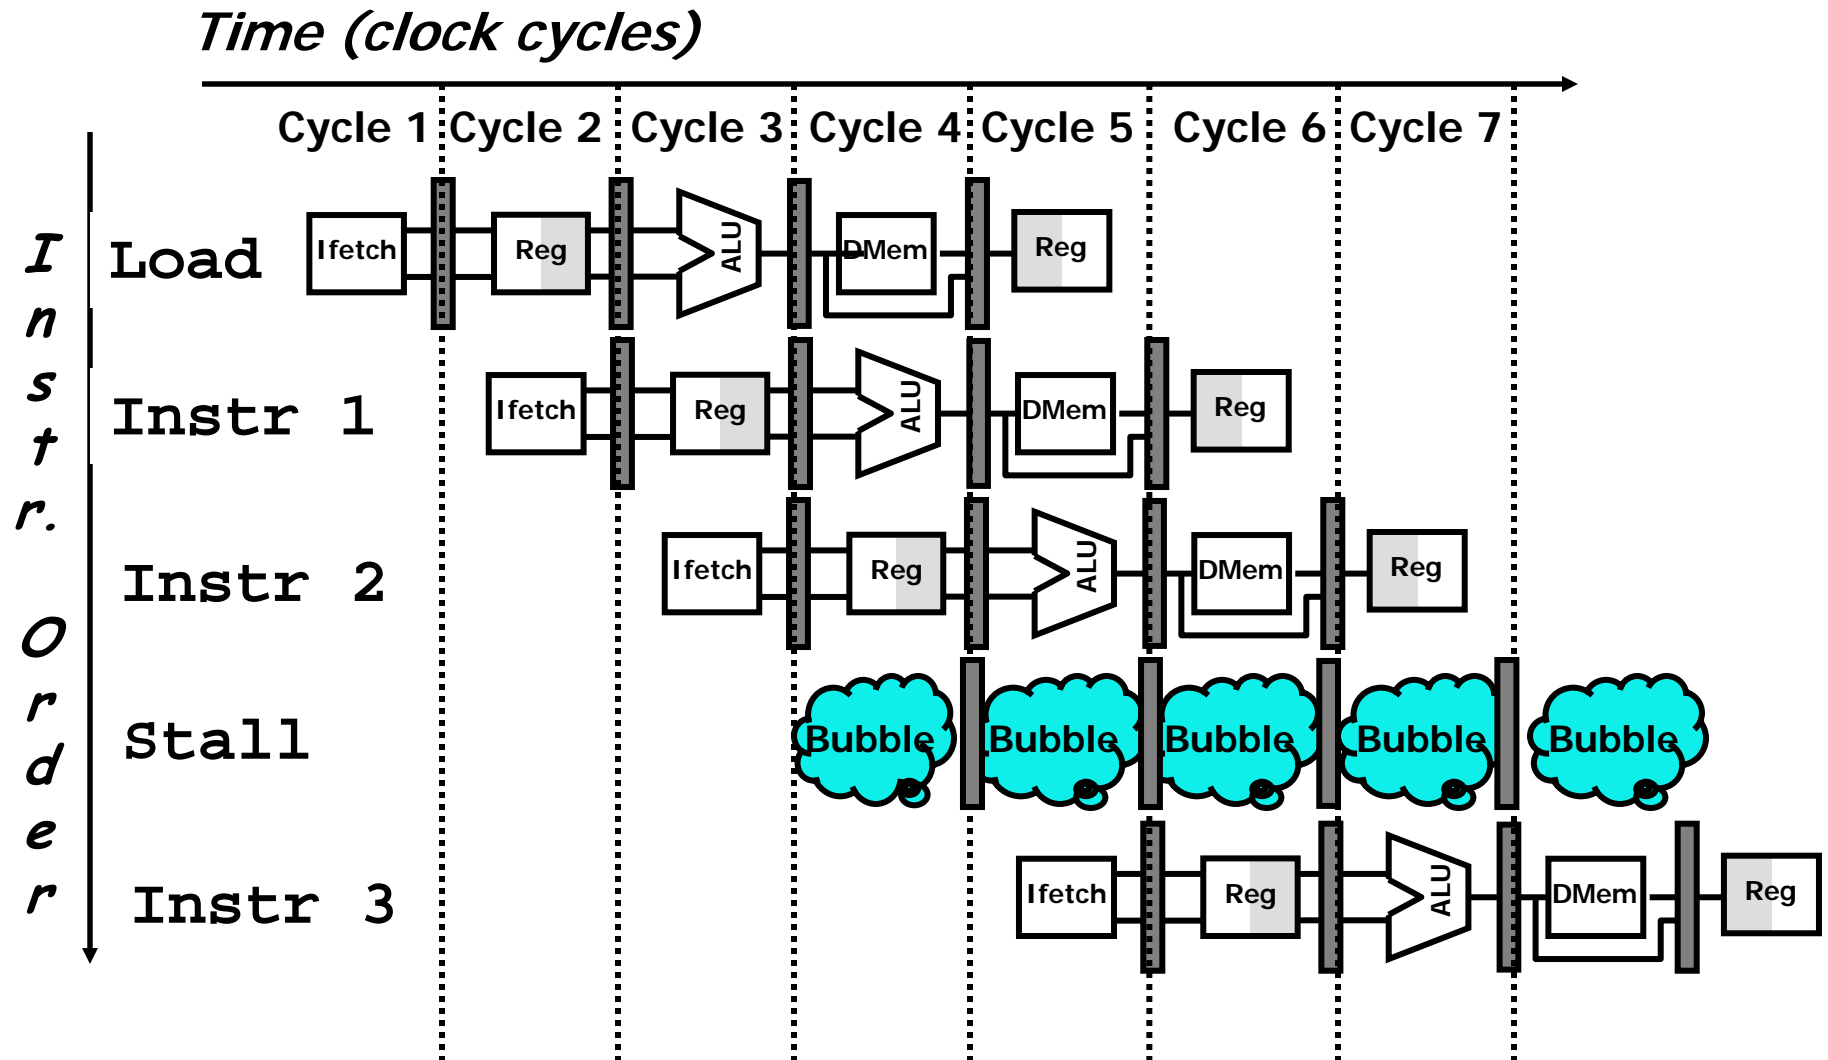 Time (clock cycles)
Cycle 1 Cycle 2 Cycle 3 Cycle 4 Cycle 5 Cycle 6 Cycle 7
Instr. Order
Load Ifetch Reg ALU DMem Reg
Instr 1 Ifetch Reg ALU DMem Reg
Instr 2 Ifetch Reg ALU DMem Reg
Stall Bubble Bubble Bubble Bubble Bubble
Instr 3 Ifetch Reg ALU DMem Reg